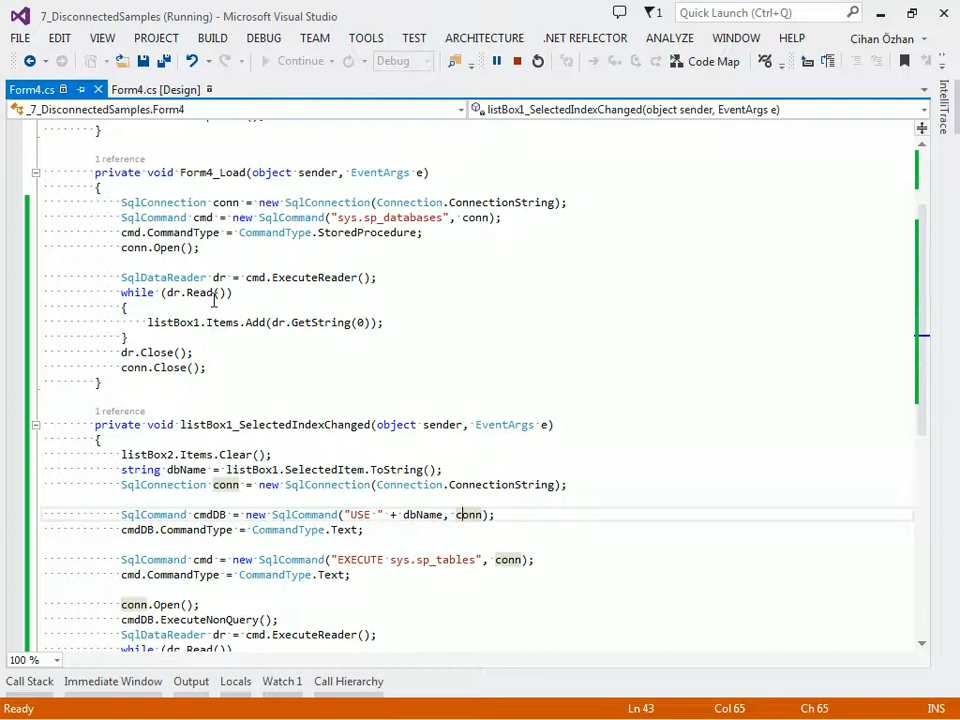 7_DisconnectedSamples (Running) - Microsoft Visual Studio
1
Quick Launch (Ctrl+Q)
FILE EDIT VIEW PROJECT BUILD DEBUG TEAM TOOLS TEST ARCHITECTURE .NET REFLECTOR ANALYZE WINDOW HELP Cihan Özhan
Continue Debug Code Map
Form4.cs Form4.cs [Design]
IntelliTrace
_7_DisconnectedSamples.Form4 listBox1_SelectedIndexChanged(object sender, EventArgs e)
}
1 reference
private void Form4_Load(object sender, EventArgs e)
{
SqlConnection conn = new SqlConnection(Connection.ConnectionString);
SqlCommand cmd = new SqlCommand("sys.sp_databases", conn);
cmd.CommandType = CommandType.StoredProcedure;
conn.Open();
SqlDataReader dr = cmd.ExecuteReader();
while (dr.Read())
{
listBox1.Items.Add(dr.GetString(0));
}
dr.Close();
conn.Close();
}
1 reference
private void listBox1_SelectedIndexChanged(object sender, EventArgs e)
{
listBox2.Items.Clear();
string dbName = listBox1.SelectedItem.ToString();
SqlConnection conn = new SqlConnection(Connection.ConnectionString);
SqlCommand cmdDB = new SqlCommand("USE " + dbName, conn);
cmdDB.CommandType = CommandType.Text;
SqlCommand cmd = new SqlCommand("EXECUTE sys.sp_tables", conn);
cmd.CommandType = CommandType.Text;
conn.Open();
cmdDB.ExecuteNonQuery();
SqlDataReader dr = cmd.ExecuteReader();
while (dr.Read())
100 %
Call Stack Immediate Window Output Locals Watch 1 Call Hierarchy
Ready Ln 43 Col 65 Ch 65 INS